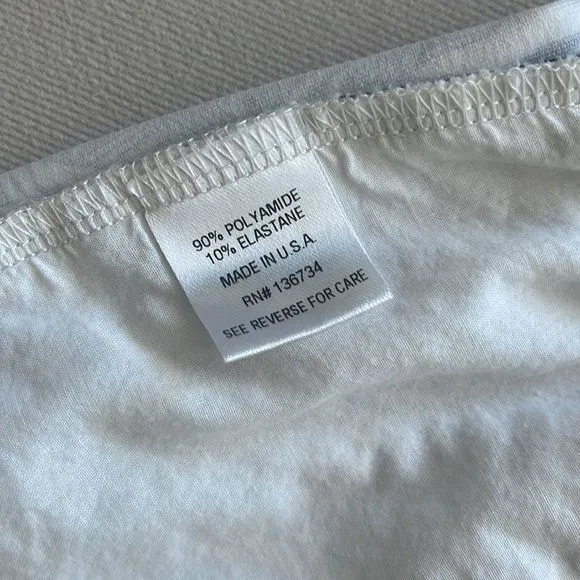 90% POLYAMIDE
10% ELASTANE
MADE IN U.S.A.
RN# 136734
SEE REVERSE FOR CARE